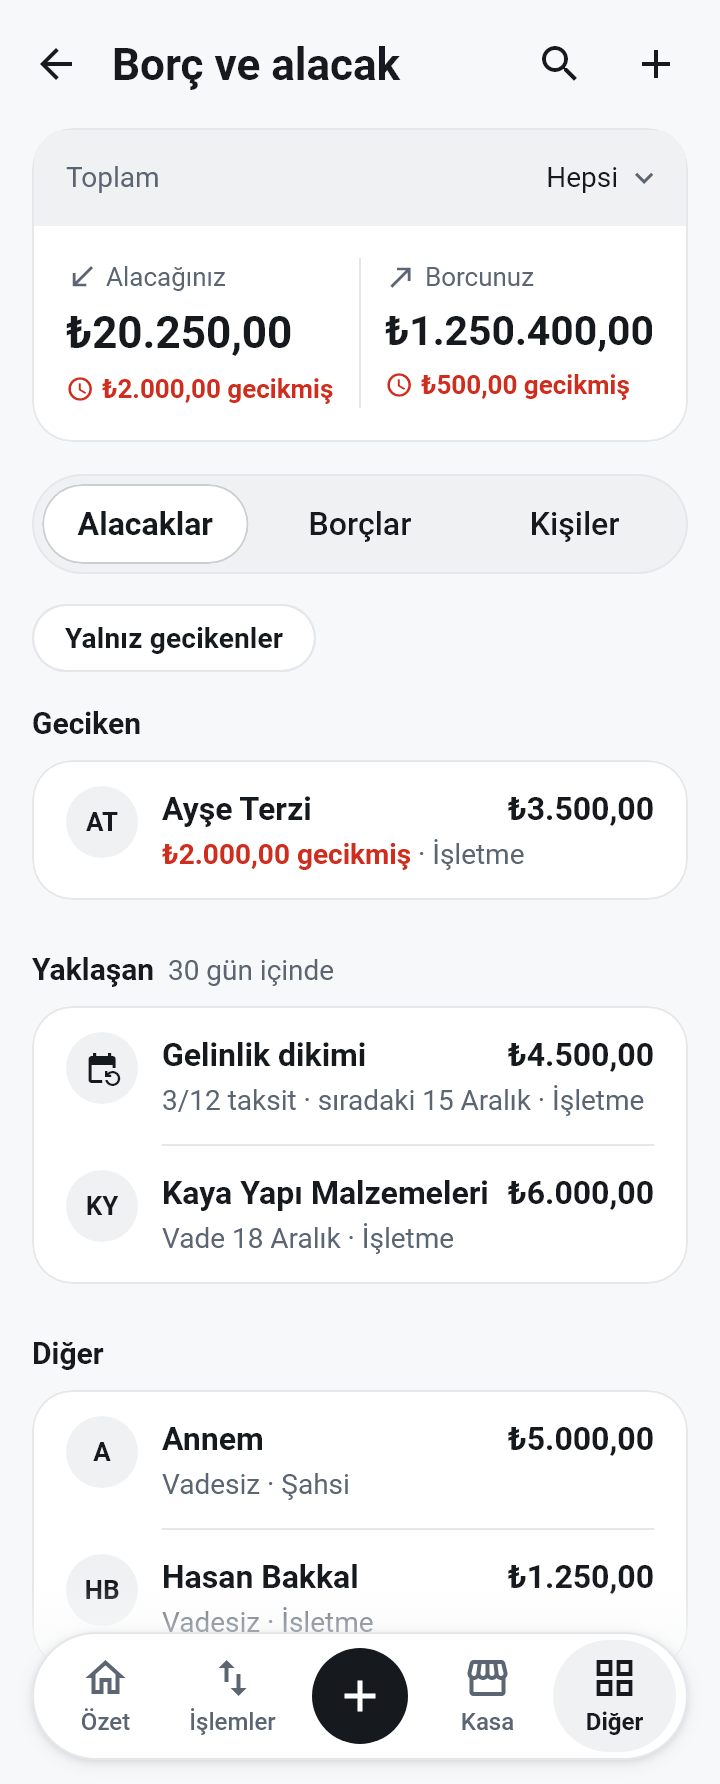 Borç ve alacak
Toplam
Hepsi
Alacağınız
₺20.250,00
₺2.000,00 gecikmiş
Borcunuz
₺1.250.400,00
₺500,00 gecikmiş
Alacaklar
Borçlar
Kişiler
Yalnız gecikenler
Geciken
AT
Ayşe Terzi
₺3.500,00
₺2.000,00 gecikmiş · İşletme
Yaklaşan 30 gün içinde
Gelinlik dikimi
₺4.500,00
3/12 taksit · sıradaki 15 Aralık · İşletme
KY
Kaya Yapı Malzemeleri
₺6.000,00
Vade 18 Aralık · İşletme
Diğer
A
Annem
₺5.000,00
Vadesiz · Şahsi
HB
Hasan Bakkal
₺1.250,00
Vadesiz · İşletme
Özet
İşlemler
Kasa
Diğer